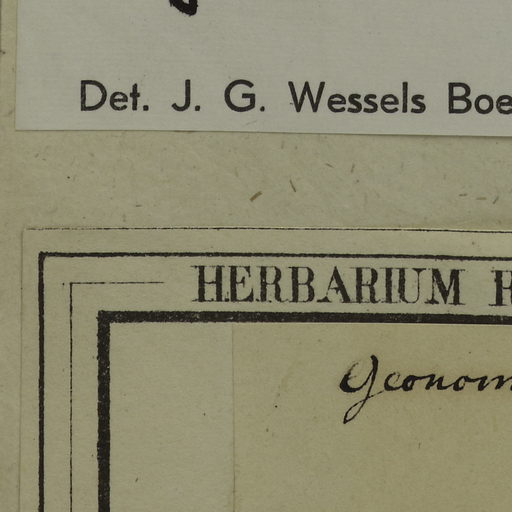 Det. J. G. Wessels Boe
HERBARIUM
Geonom